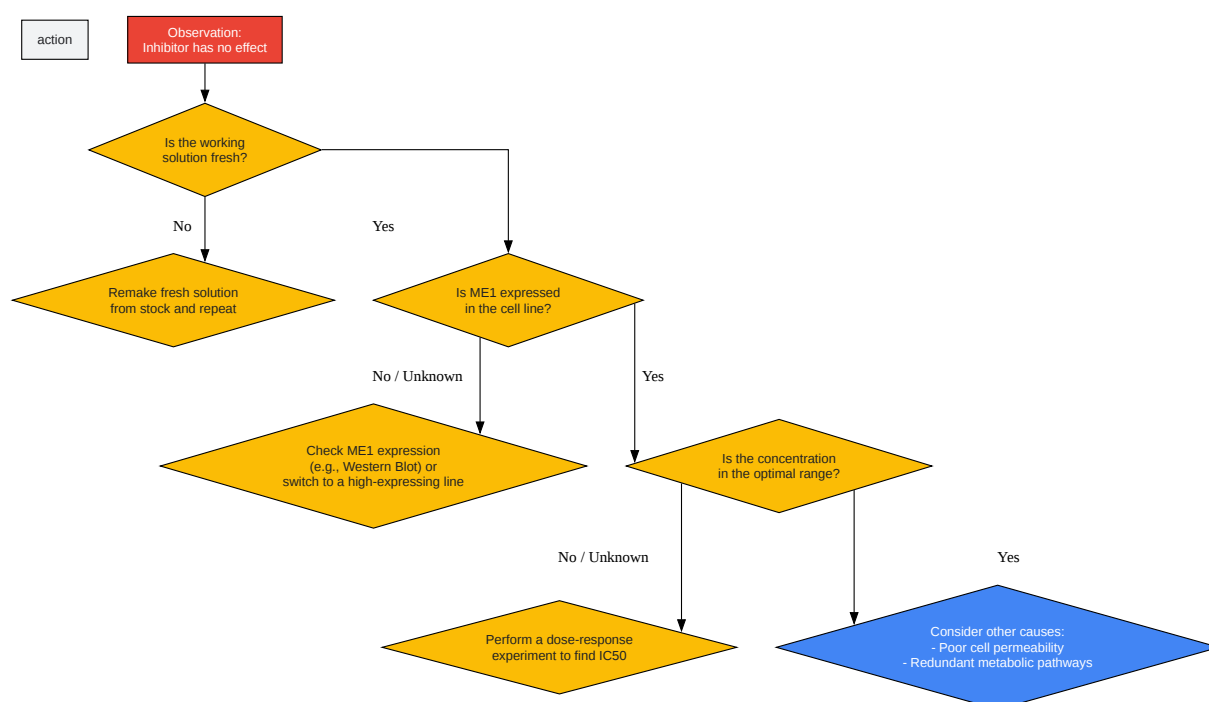 action
Observation:
Inhibitor has no effect
Is the working
solution fresh?
No
Yes
Remake fresh solution
from stock and repeat
Is ME1 expressed
in the cell line?
No / Unknown
Yes
Check ME1 expression
(e.g., Western Blot) or
switch to a high-expressing line
Is the concentration
in the optimal range?
No / Unknown
Yes
Perform a dose-response
experiment to find IC50
Consider other causes:
- Poor cell permeability
- Redundant metabolic pathways